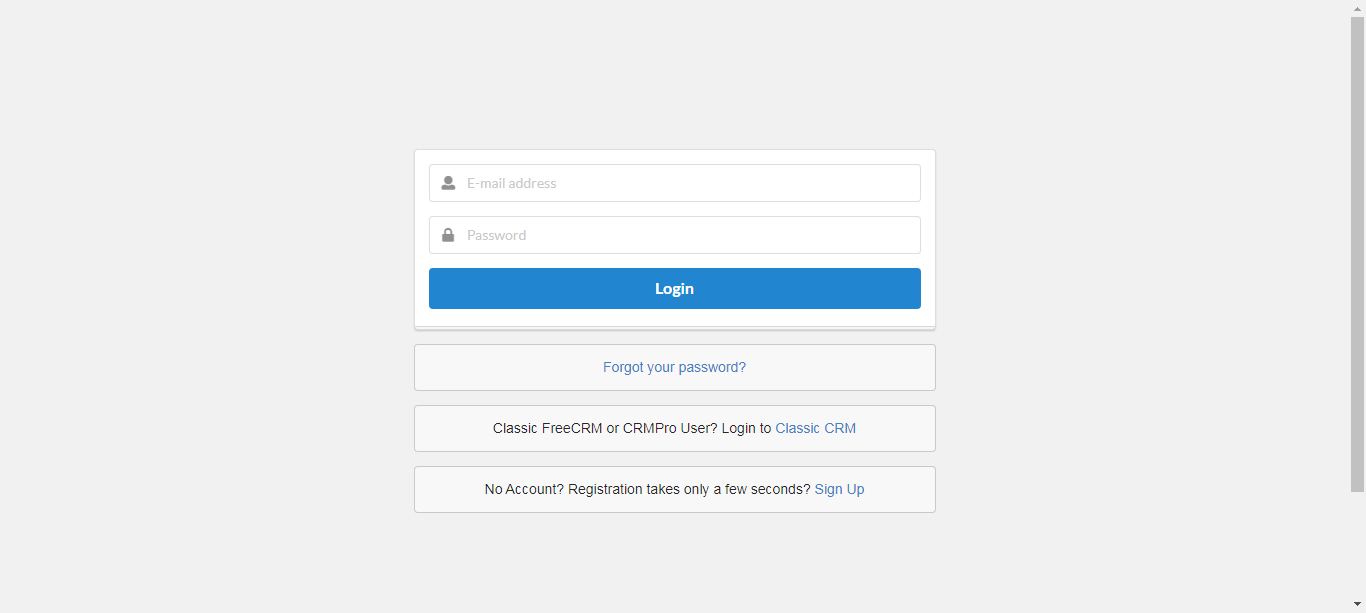 E-mail address
Password
Login
Forgot your password?
Classic FreeCRM or CRMPro User? Login to Classic CRM
No Account? Registration takes only a few seconds? Sign Up